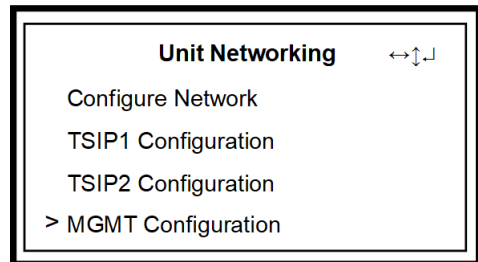 Unit Networking ↔↕↲
Configure Network
TSIP1 Configuration
TSIP2 Configuration
> MGMT Configuration